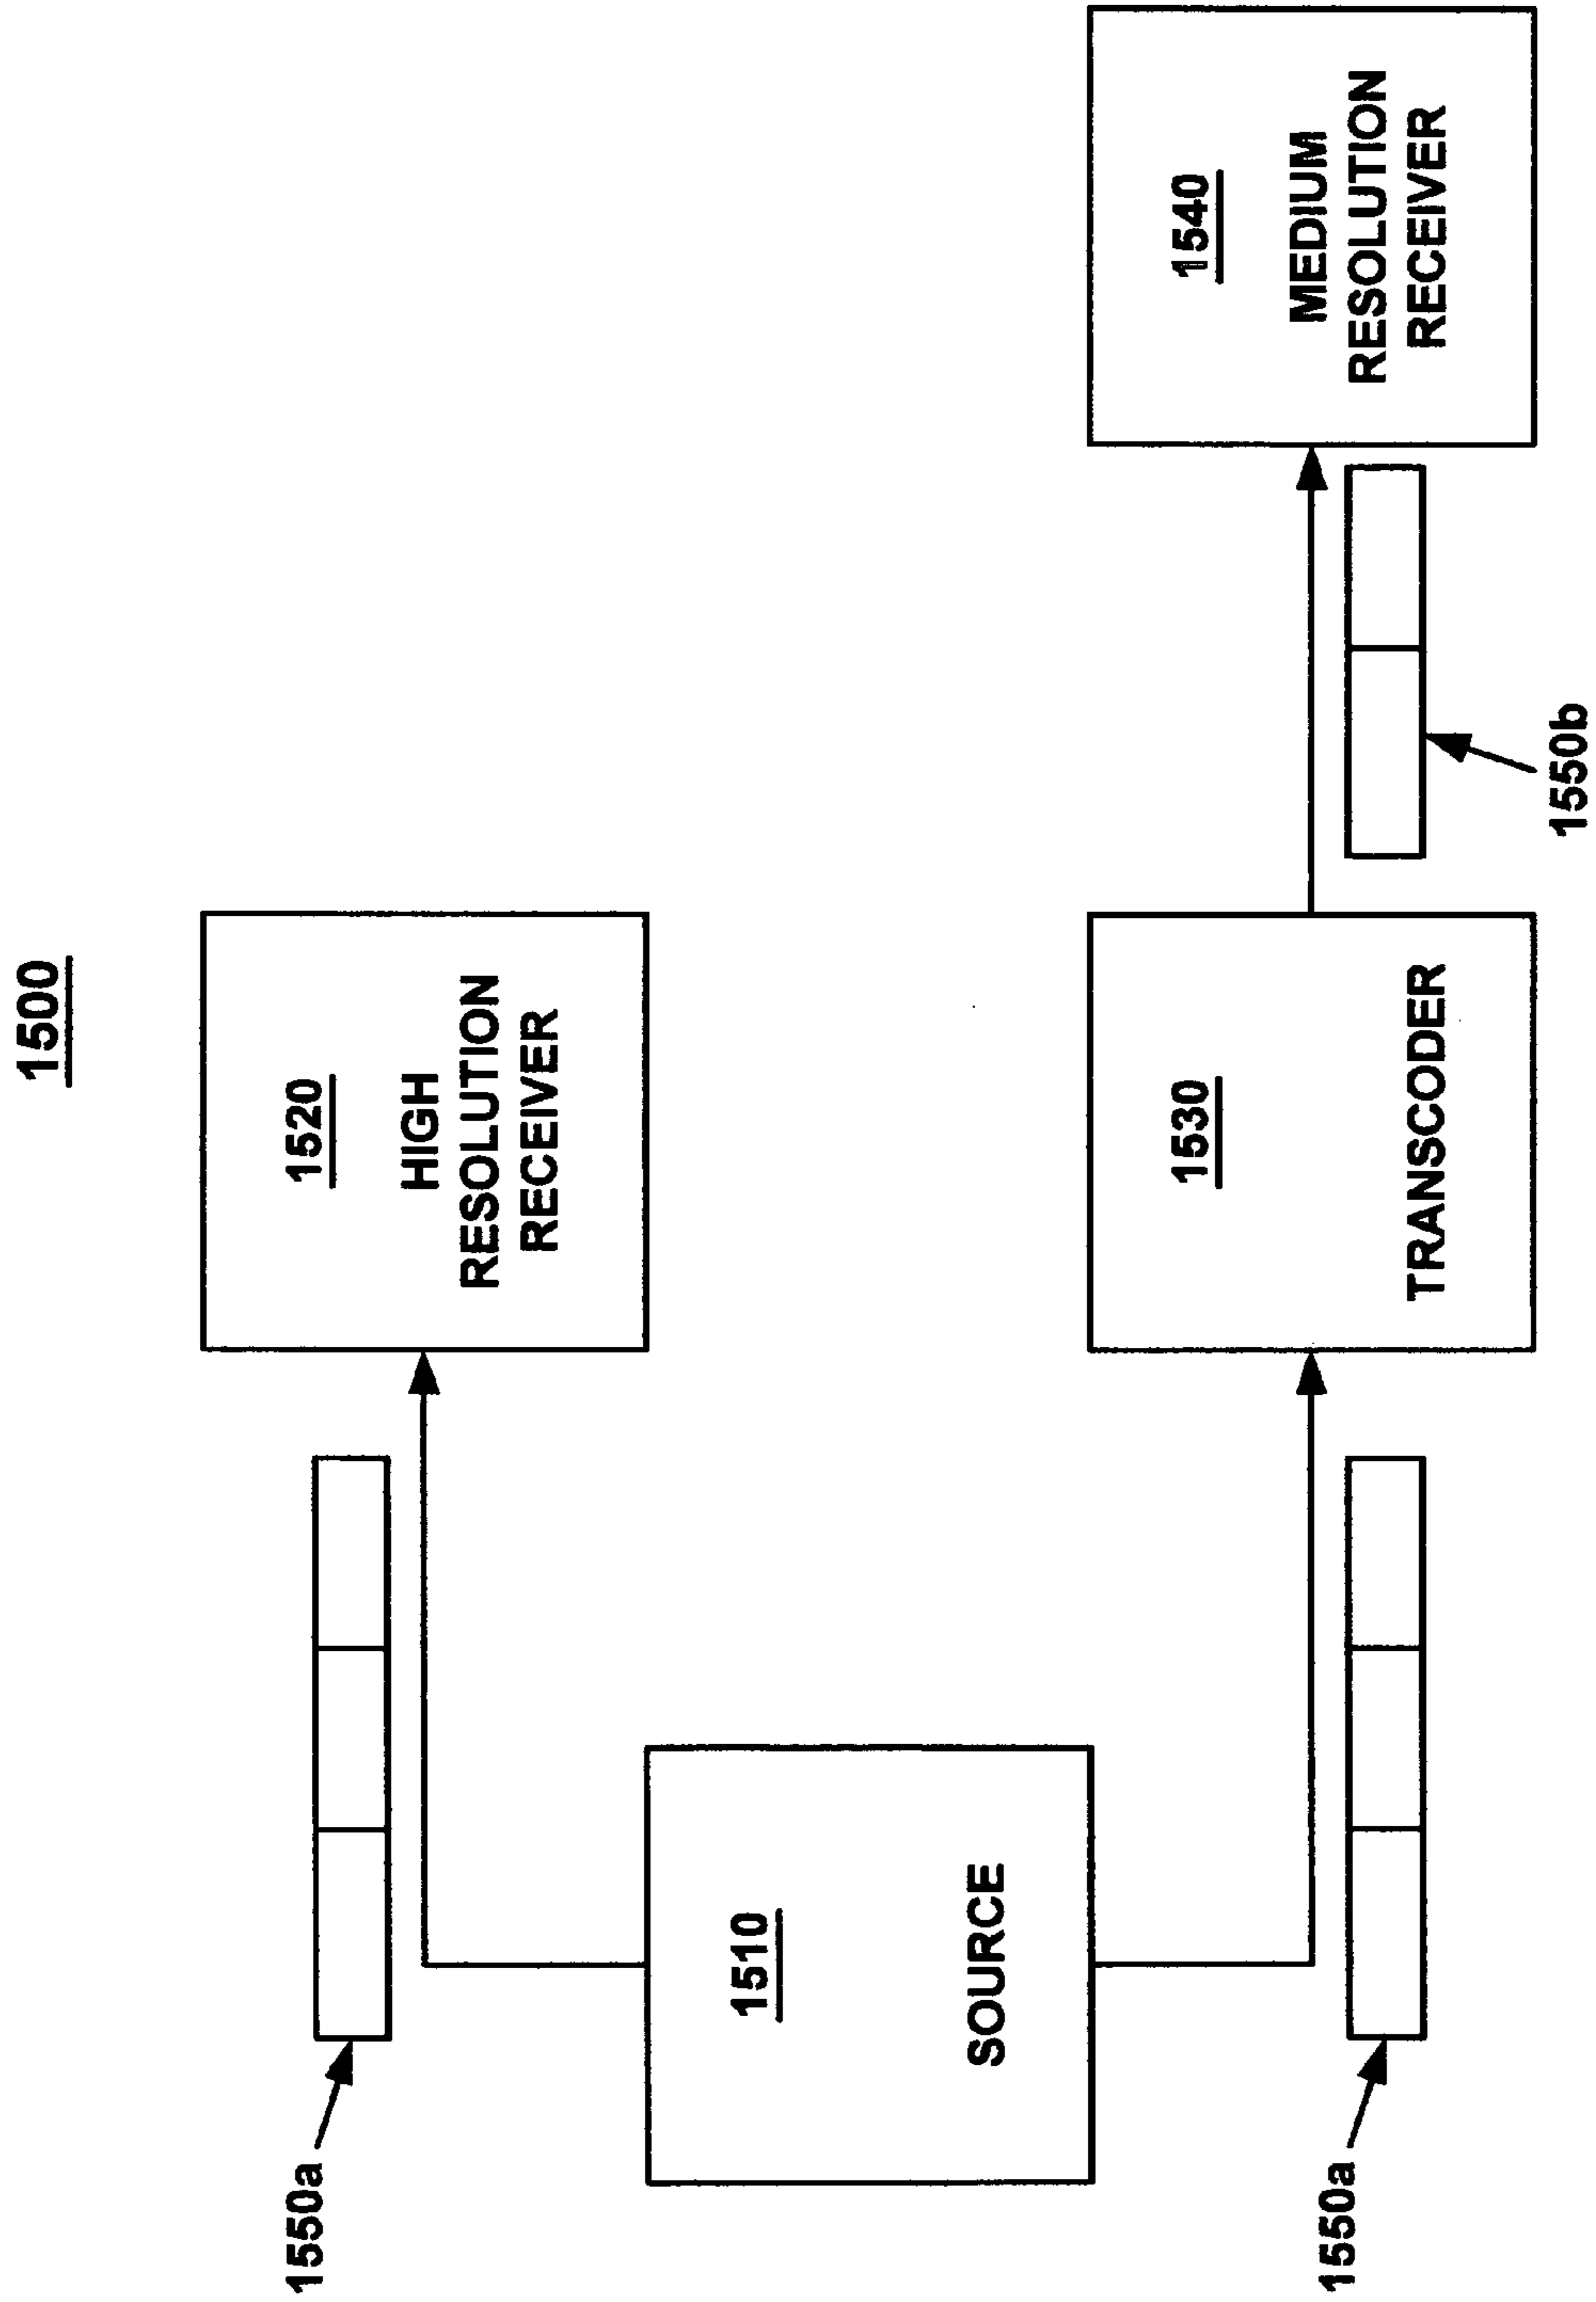 1500
1550a
1520
HIGH
RESOLUTION
RECEIVER
1510
SOURCE
1550a
1530
TRANSCODER
1550b
1540
MEDIUM
RESOLUTION
RECEIVER